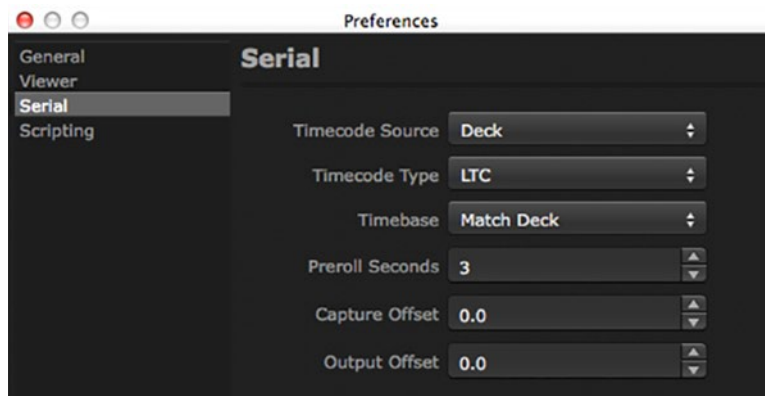 Preferences
General
Viewer
Serial
Scripting
Serial
Timecode Source Deck
Timecode Type LTC
Timebase Match Deck
Preroll Seconds 3
Capture Offset 0.0
Output Offset 0.0